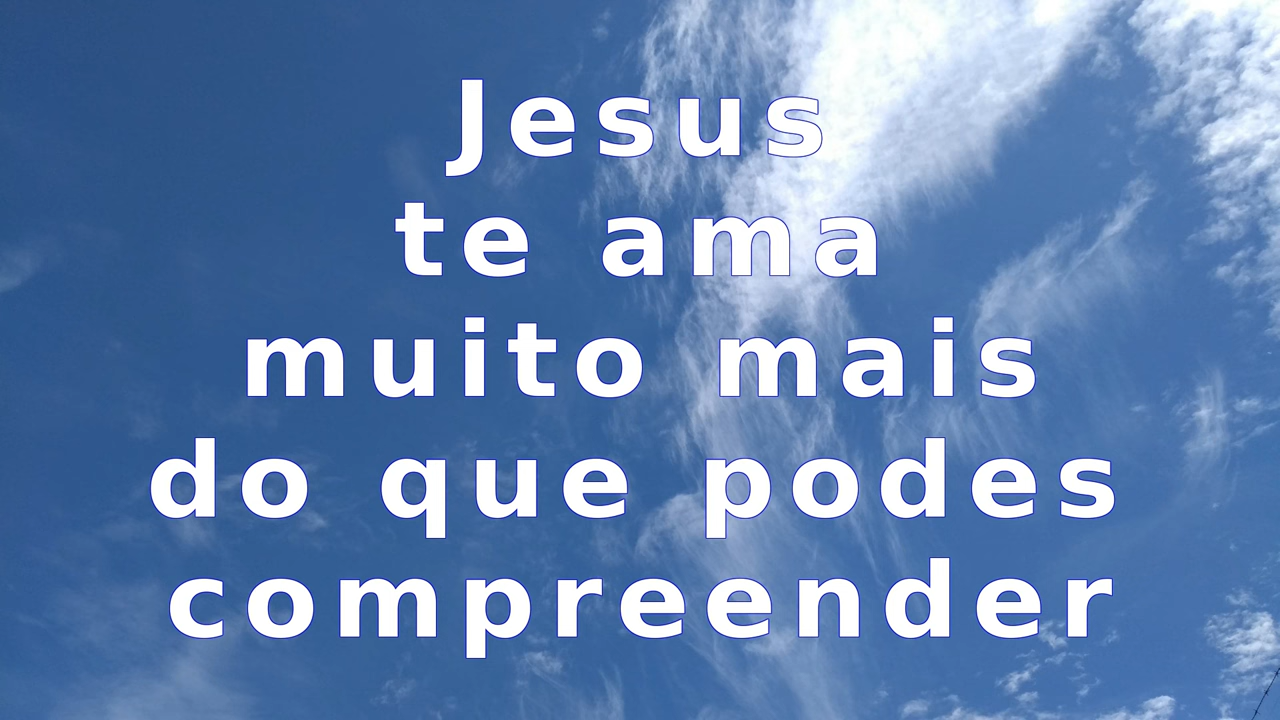 Jesus
te ama
muito mais
do que podes
compreender